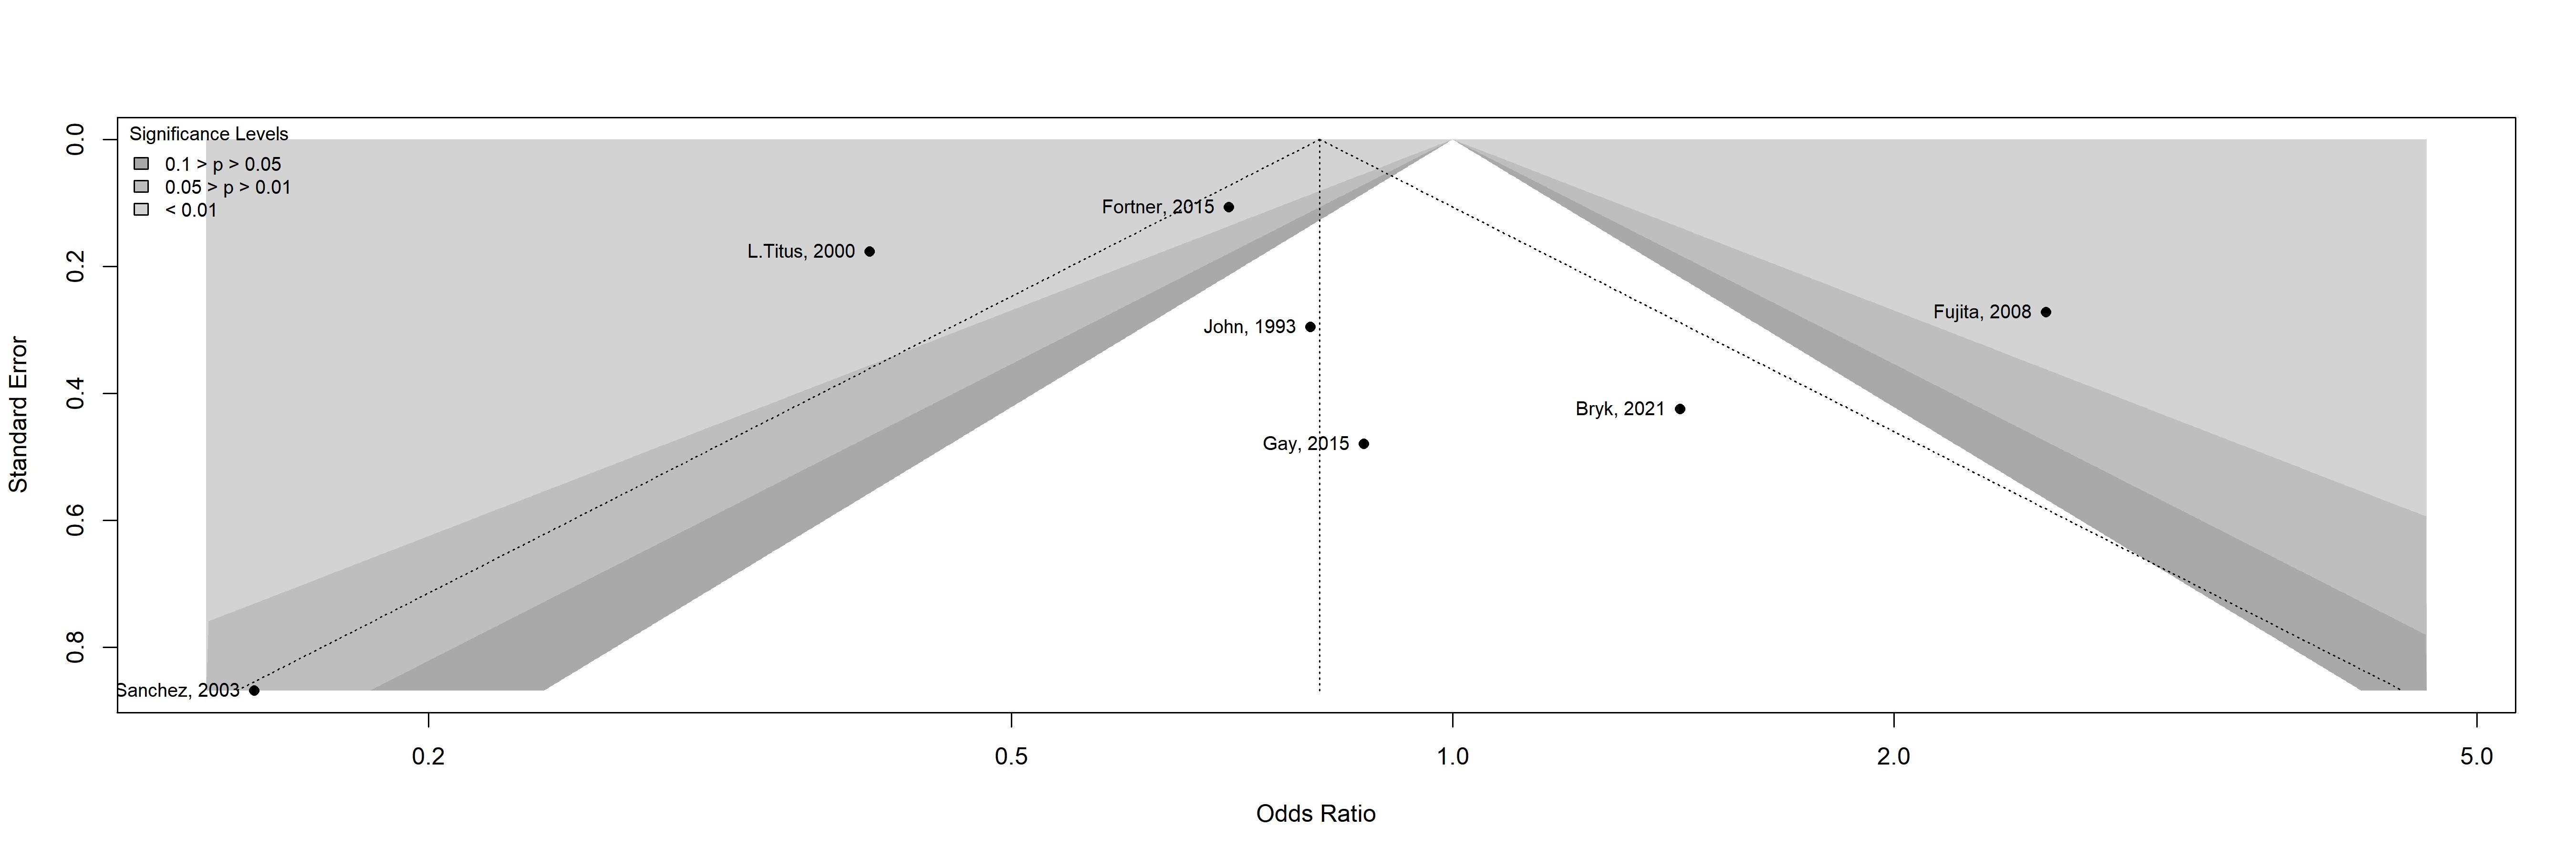 Significance Levels
0.1 > p > 0.05
0.05 > p > 0.01
< 0.01
Fortner, 2015
L.Titus, 2000
John, 1993
Fujita, 2008
Bryk, 2021
Gay, 2015
Sanchez, 2003
Standard Error
0.0
0.2
0.4
0.6
0.8
0.2
0.5
1.0
2.0
5.0
Odds Ratio